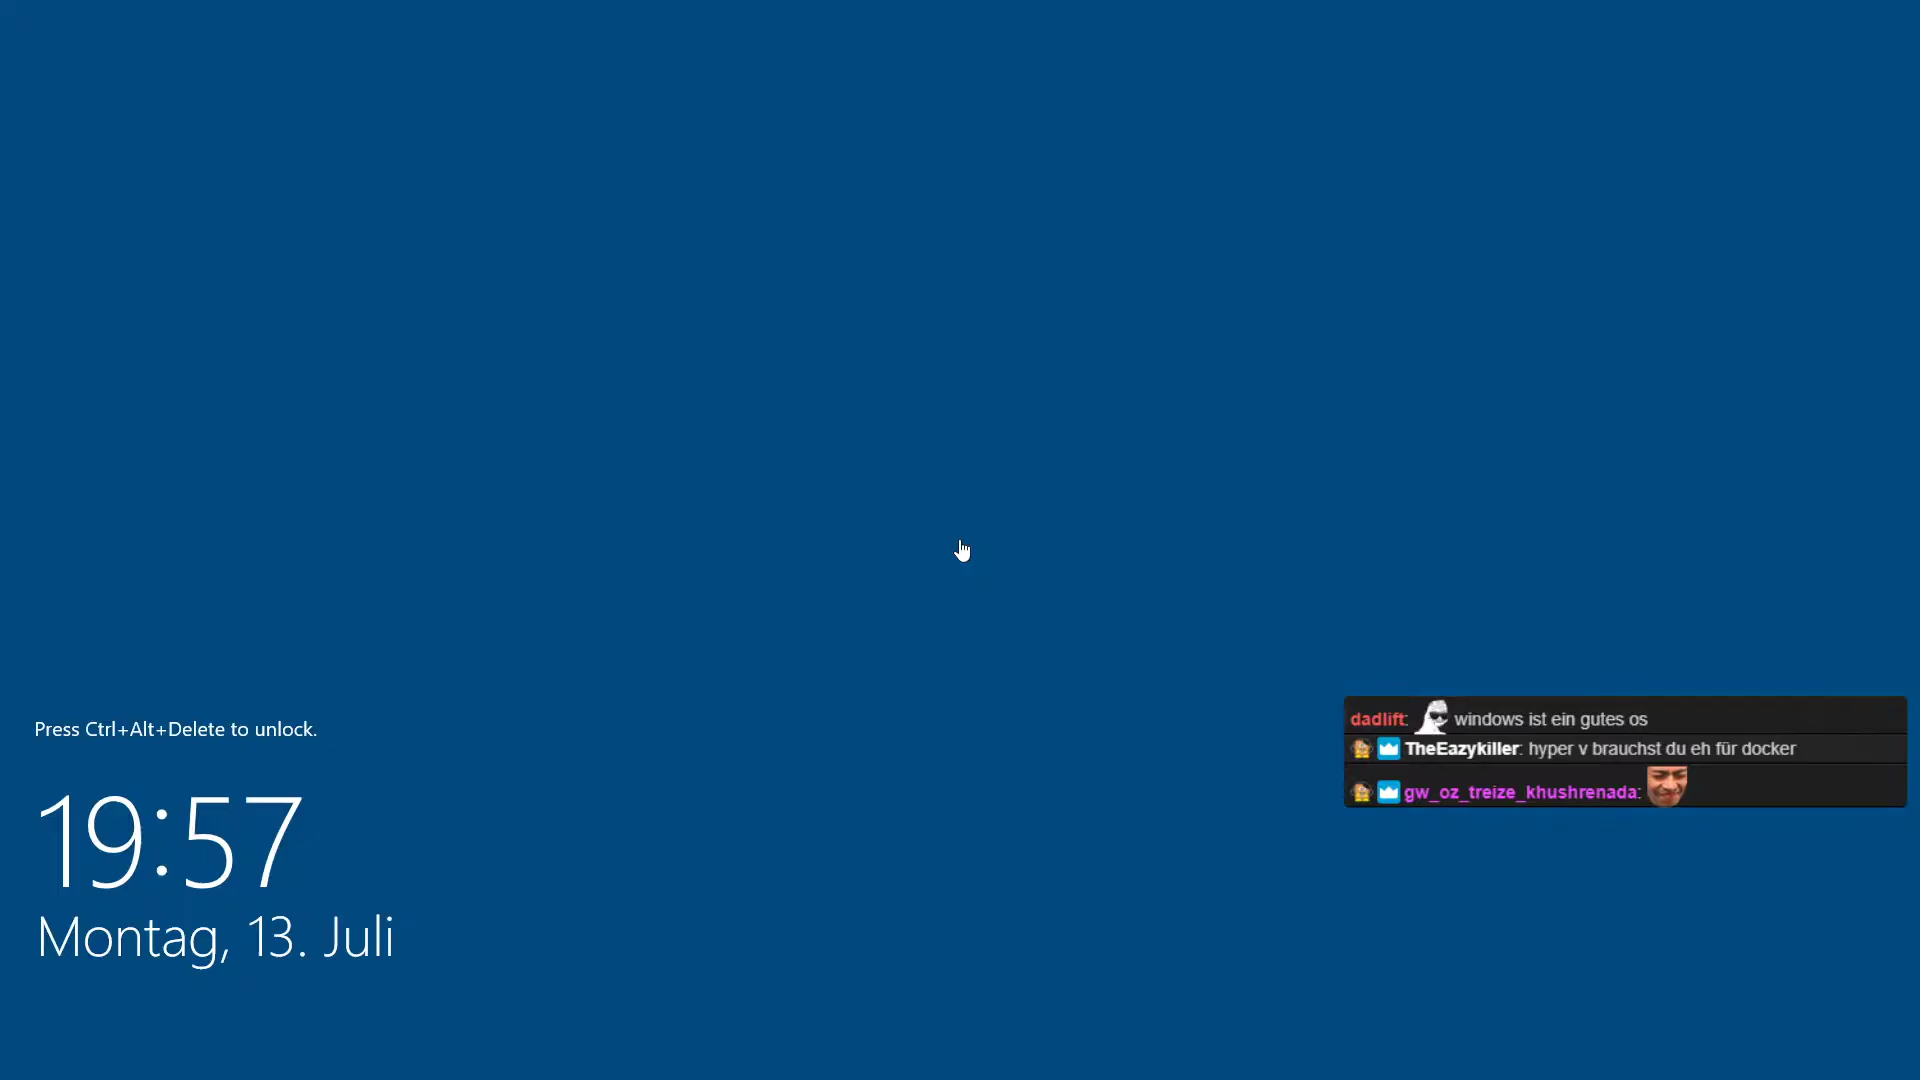 Press Ctrl+Alt+Delete to unlock.
19:57
Montag, 13. Juli
dadlift: windows ist ein gutes os
TheEazykiller: hyper v brauchst du eh für docker
gw_oz_treize_khushrenada: